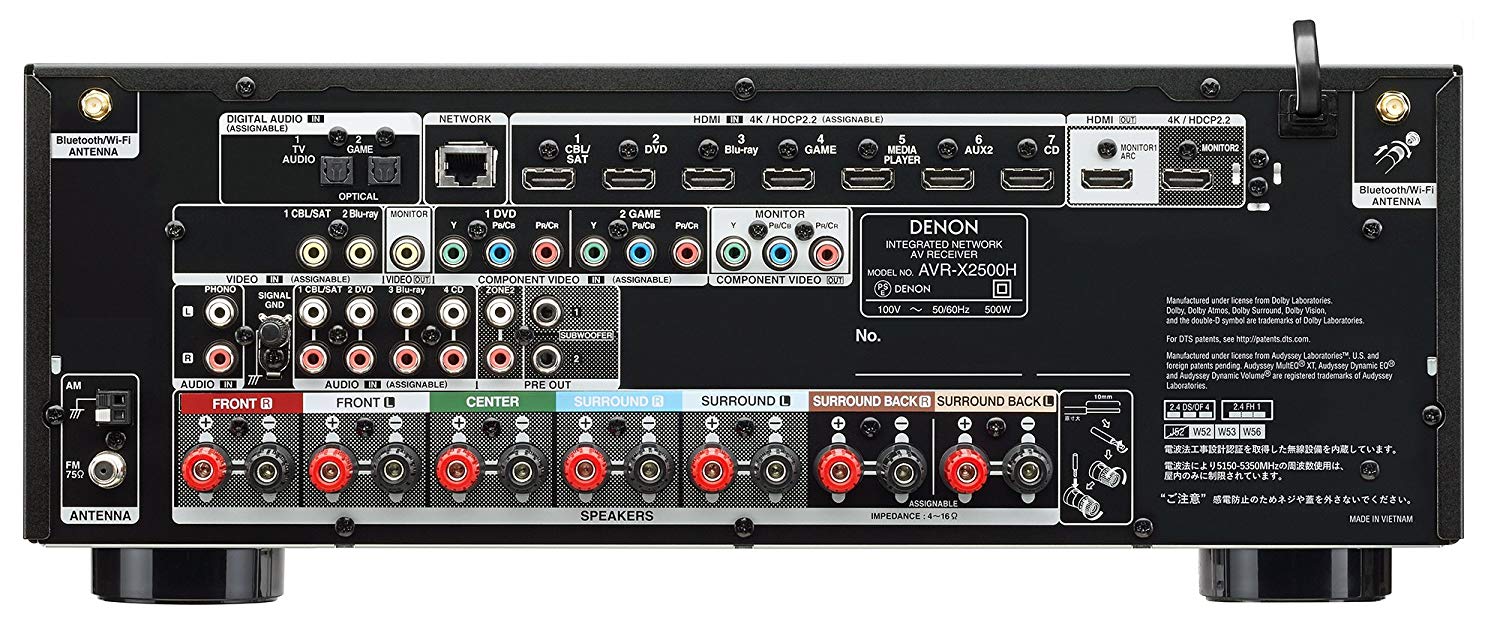 Bluetooth/Wi-Fi
ANTENNA
DIGITAL AUDIO IN
(ASSIGNABLE)
1
TV
AUDIO
2
GAME
OPTICAL
NETWORK
HDMI IN 4K / HDCP2.2 (ASSIGNABLE)
1
CBL/
SAT
2
DVD
3
Blu-ray
4
GAME
5
MEDIA
PLAYER
6
AUX2
7
CD
HDMI OUT 4K / HDCP2.2
MONITOR1
ARC
MONITOR2
Bluetooth/Wi-Fi
ANTENNA
1 CBL/SAT 2 Blu-ray
MONITOR
1 DVD
Y PB/CB PR/CR
2 GAME
Y PB/CB PR/CR
MONITOR
Y PB/CB PR/CR
VIDEO IN (ASSIGNABLE)
VIDEO OUT
COMPONENT VIDEO IN (ASSIGNABLE)
COMPONENT VIDEO OUT
DENON
INTEGRATED NETWORK
AV RECEIVER
MODEL NO. AVR-X2500H
PS
E
DENON
100V ～ 50/60Hz 500W
No.
PHONO
SIGNAL
GND
1 CBL/SAT 2 DVD 3 Blu-ray 4 CD
ZONE2
L
R
1
SUBWOOFER
2
AUDIO IN
AUDIO IN (ASSIGNABLE)
PRE OUT
Manufactured under license from Dolby Laboratories.
Dolby, Dolby Atmos, Dolby Surround, Dolby Vision,
and the double-D symbol are trademarks of Dolby Laboratories.
For DTS patents, see http://patents.dts.com.
Manufactured under license from Audyssey Laboratories™, U.S. and
foreign patents pending. Audyssey MultEQ® XT, Audyssey Dynamic EQ®
and Audyssey Dynamic Volume® are registered trademarks of Audyssey
Laboratories.
AM
FM
75Ω
ANTENNA
FRONT R
FRONT L
CENTER
SURROUND R
SURROUND L
SURROUND BACK R
SURROUND BACK L
ASSIGNABLE
SPEAKERS
IMPEDANCE : 4～16Ω
10mm
原寸大
2.4 DS/OF 4
2.4 FH 1
J52 W52 W53 W56
電波法工事設計認証を取得した無線設備を内蔵しています。
電波法により5150-5350MHzの周波数使用は、
屋内のみに制限されています。
“ご注意” 感電防止のためネジや蓋を外さないでください。
MADE IN VIETNAM